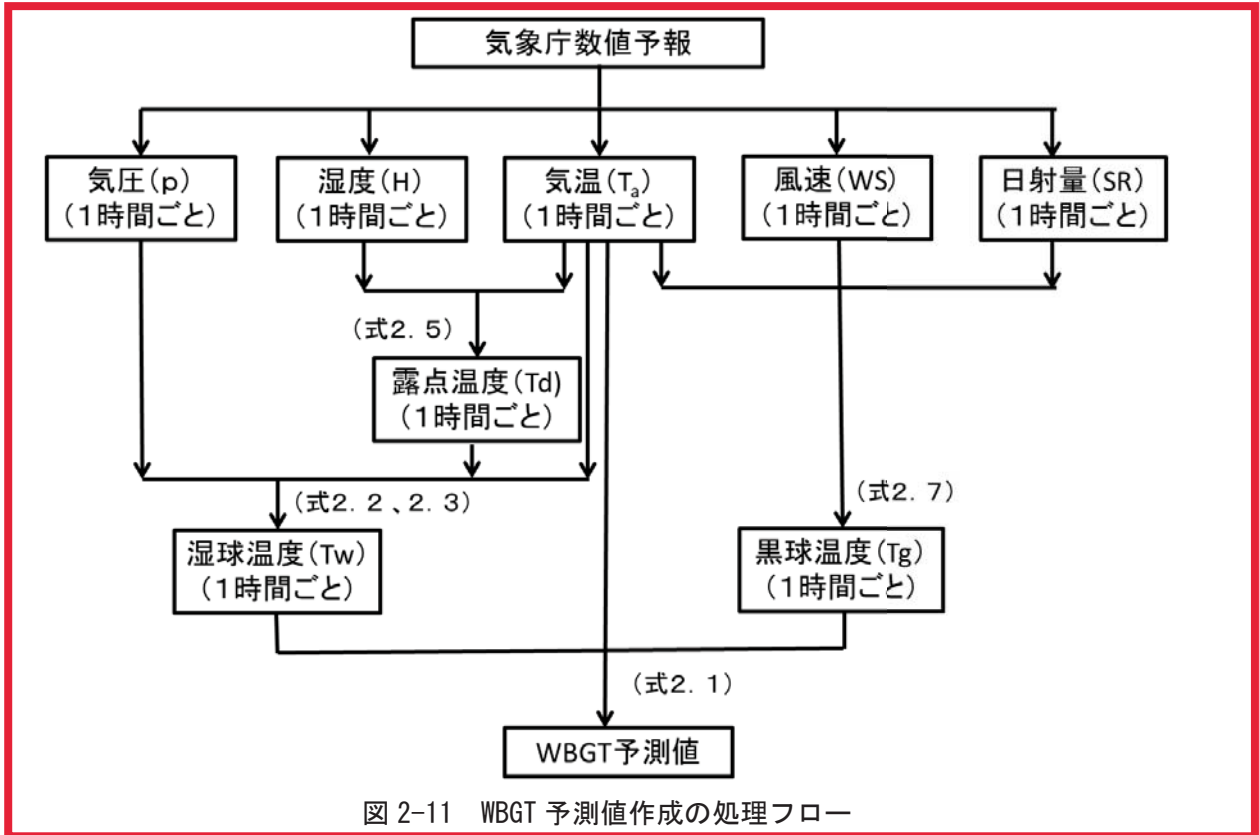 気象庁数値予報
気圧(p)
(1時間ごと)
湿度(H)
(1時間ごと)
気温(Ta)
(1時間ごと)
風速(WS)
(1時間ごと)
日射量(SR)
(1時間ごと)
(式2.5)
露点温度(Td)
(1時間ごと)
(式2.2、2.3)
(式2.7)
湿球温度(Tw)
(1時間ごと)
黒球温度(Tg)
(1時間ごと)
(式2.1)
WBGT予測値
図 2-11 WBGT 予測値作成の処理フロー